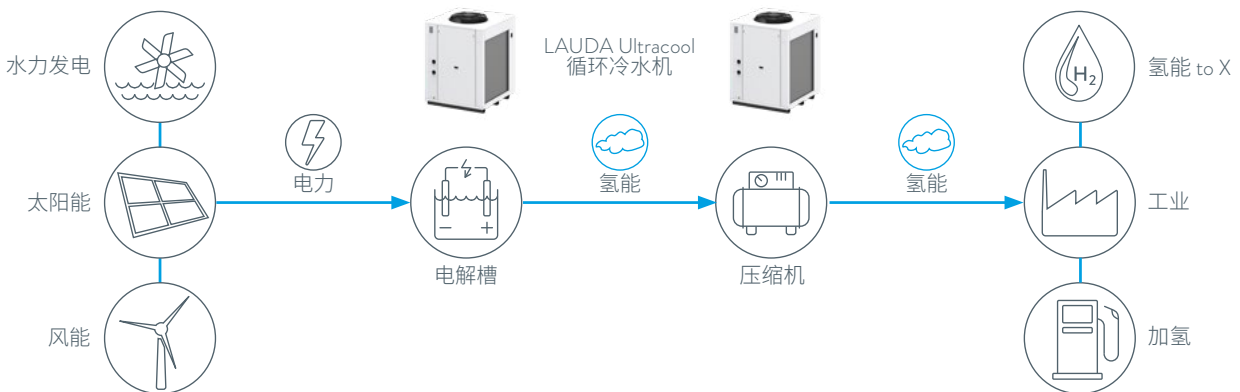 水力发电
LAUDA Ultracool
循环冷水机
H₂
氢能 to X
电力
氢能
氢能
太阳能
工业
电解槽
压缩机
风能
加氢